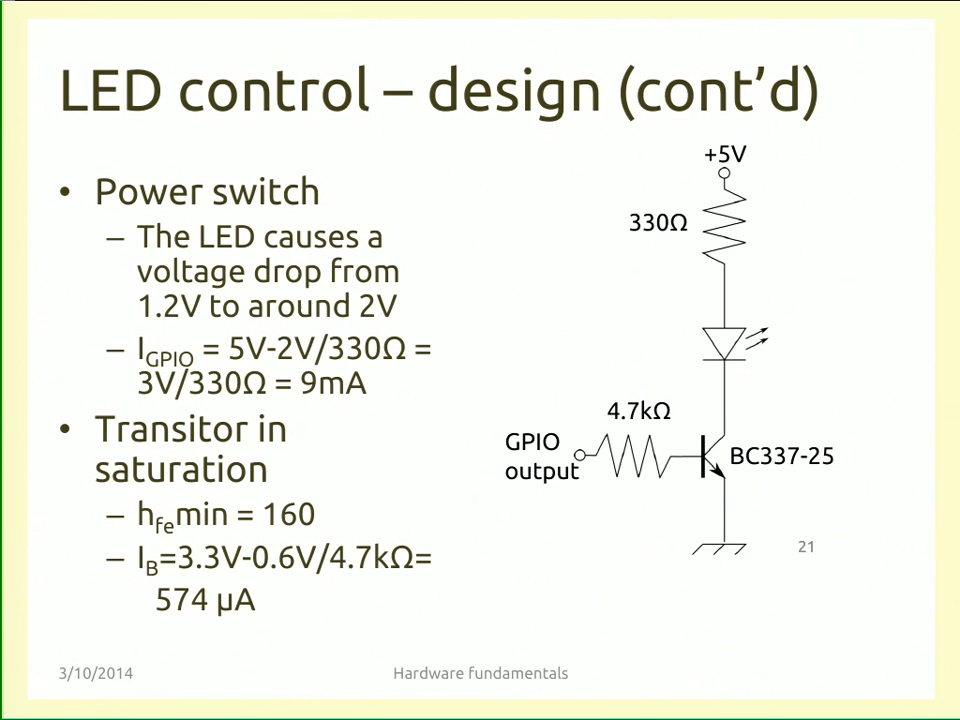 LED control – design (cont’d)
• Power switch
– The LED causes a
voltage drop from
1.2V to around 2V
– IGPIO = 5V-2V/330Ω =
3V/330Ω = 9mA
• Transitor in
saturation
– hfemin = 160
– IB=3.3V-0.6V/4.7kΩ=
574 µA
+5V
330Ω
4.7kΩ
GPIO
output
BC337-25
21
3/10/2014
Hardware fundamentals